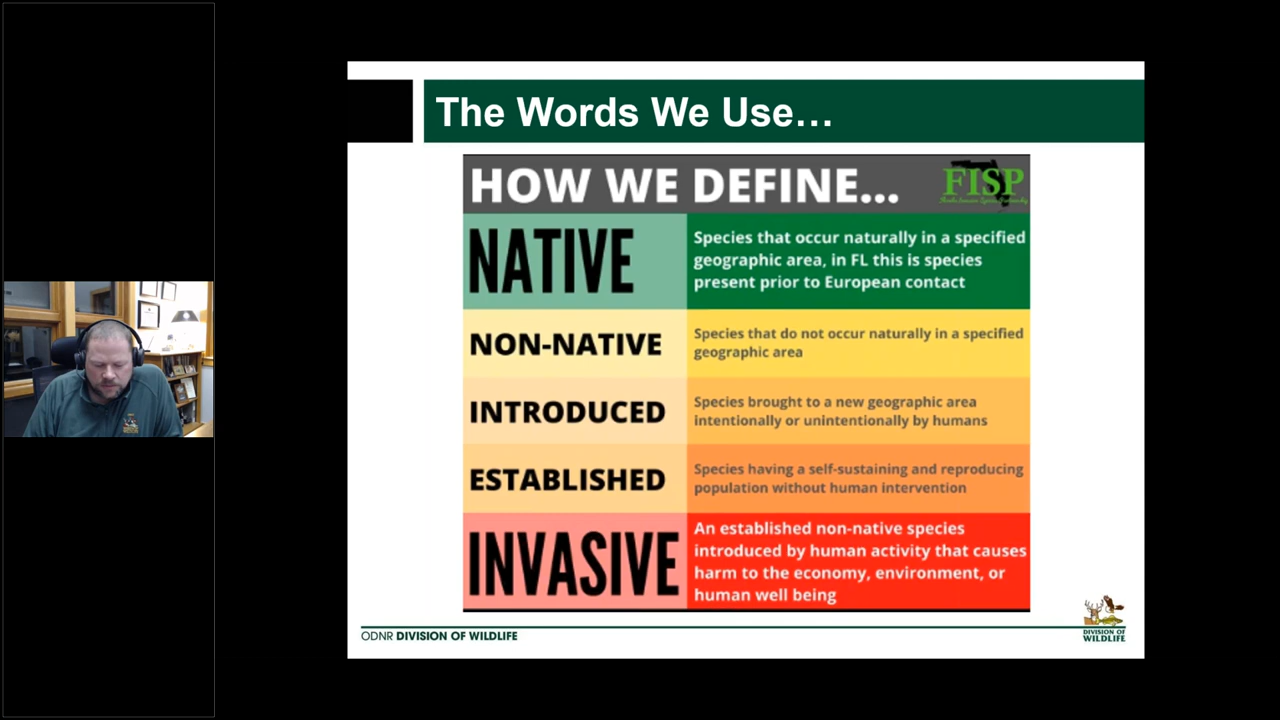 The Words We Use…
HOW WE DEFINE...
FISP
NATIVE
Species that occur naturally in a specified
geographic area, in FL this is species
present prior to European contact
NON-NATIVE
Species that do not occur naturally in a specified
geographic area
INTRODUCED
Species brought to a new geographic area
intentionally or unintentionally by humans
ESTABLISHED
Species having a self-sustaining and reproducing
population without human intervention
INVASIVE
An established non-native species
introduced by human activity that causes
harm to the economy, environment, or
human well being
ODNR DIVISION OF WILDLIFE
DIVISION OF
WILDLIFE